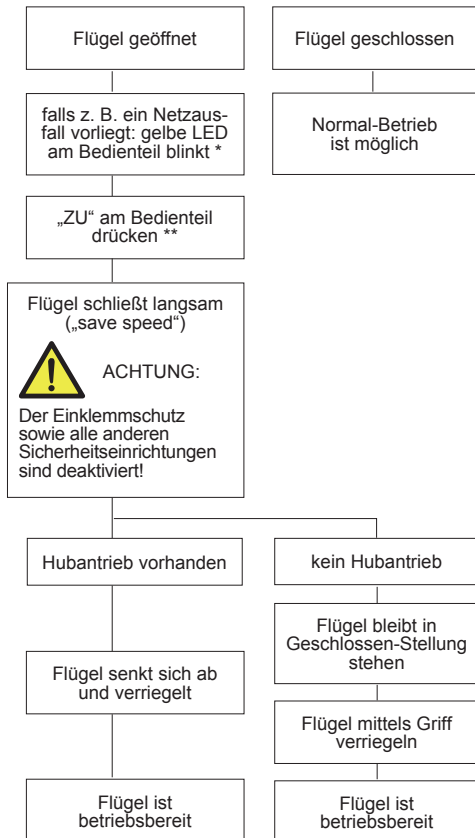 Flügel geöffnet
falls z. B. ein Netzaus-
fall vorliegt: gelbe LED
am Bedienteil blinkt *
„ZU“ am Bedienteil
drücken **
Flügel schließt langsam
(„save speed“)
ACHTUNG:
Der Einklemmschutz
sowie alle anderen
Sicherheitseinrichtungen
sind deaktiviert!
Hubantrieb vorhanden
Flügel senkt sich ab
und verriegelt
Flügel ist
betriebsbereit
Flügel geschlossen
Normal-Betrieb
ist möglich
kein Hubantrieb
Flügel bleibt in
Geschlossen-Stellung
stehen
Flügel mittels Griff
verriegeln
Flügel ist
betriebsbereit